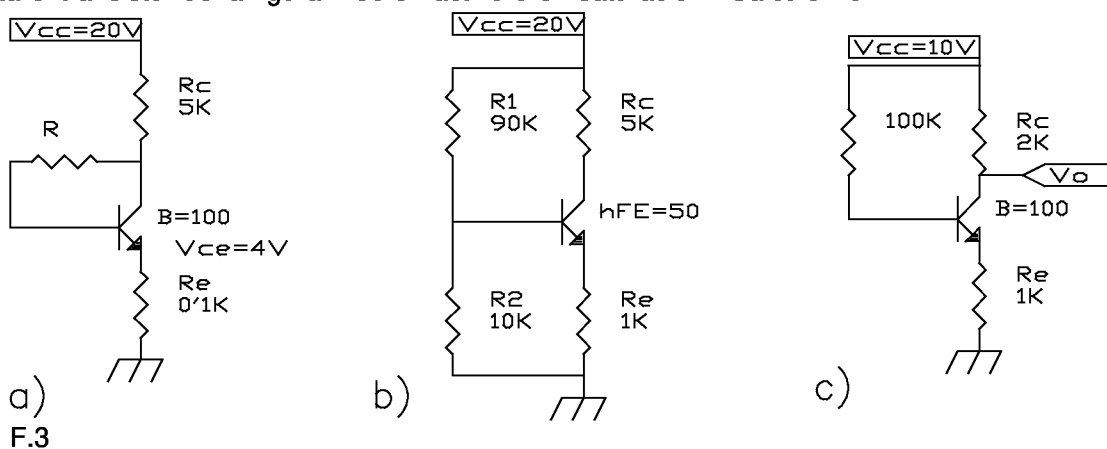 Vcc=20V
Rc
5K
R
B=100
Vce=4V
Re
0'1K
a)
Vcc=20V
R1
90K
Rc
5K
hFE=50
R2
10K
Re
1K
b)
Vcc=10V
100K
Rc
2K
Vo
B=100
Re
1K
c)
F.3